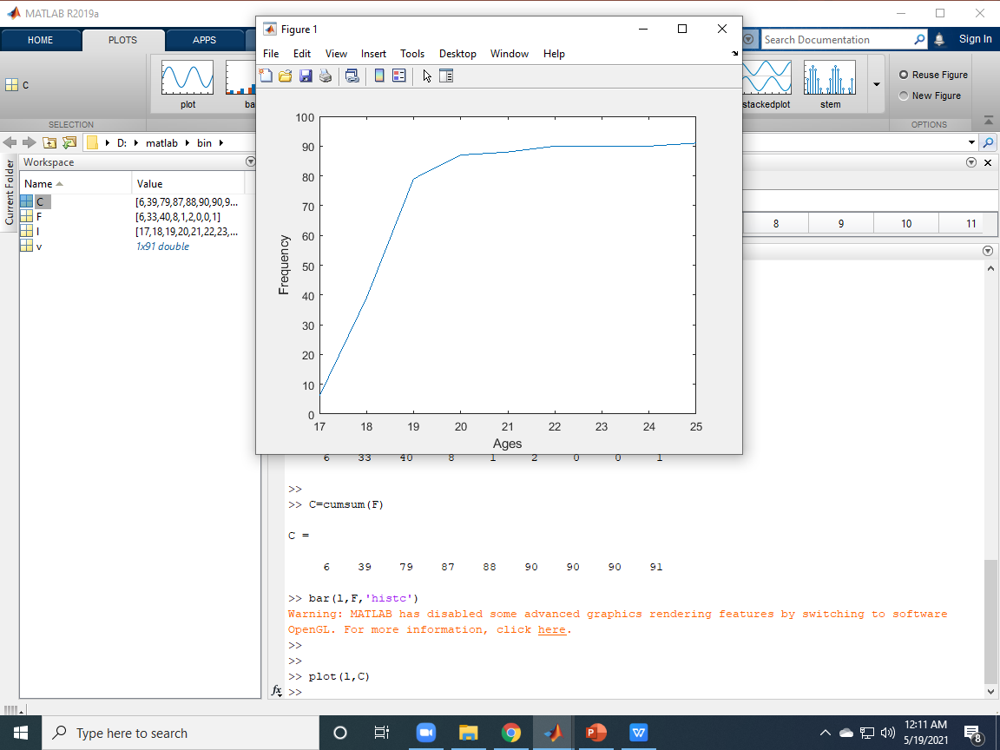 MATLAB R2019a
HOME
PLOTS
APPS
Search Documentation
Sign In
C
plot
ba
stackedplot
stem
Reuse Figure
New Figure
SELECTION
OPTIONS
D:
matlab
bin
Current Folder
Workspace
Name
Value
C
[6,39,79,87,88,90,90,9...
F
[6,33,40,8,1,2,0,0,1]
l
[17,18,19,20,21,22,23,...
v
1x91 double
Figure 1
File Edit View Insert Tools Desktop Window Help
100
90
80
70
60
50
40
30
20
10
0
Frequency
17 18 19 20 21 22 23 24 25
Ages
8 9 10 11
6 33 40 8 1 2 0 0 1
>>
>> C=cumsum(F)
C =
6 39 79 87 88 90 90 90 91
>> bar(l,F,'histc')
Warning: MATLAB has disabled some advanced graphics rendering features by switching to software
OpenGL. For more information, click here.
>>
>>
>> plot(l,C)
fx >>
Type here to search
12:11 AM
5/19/2021
8